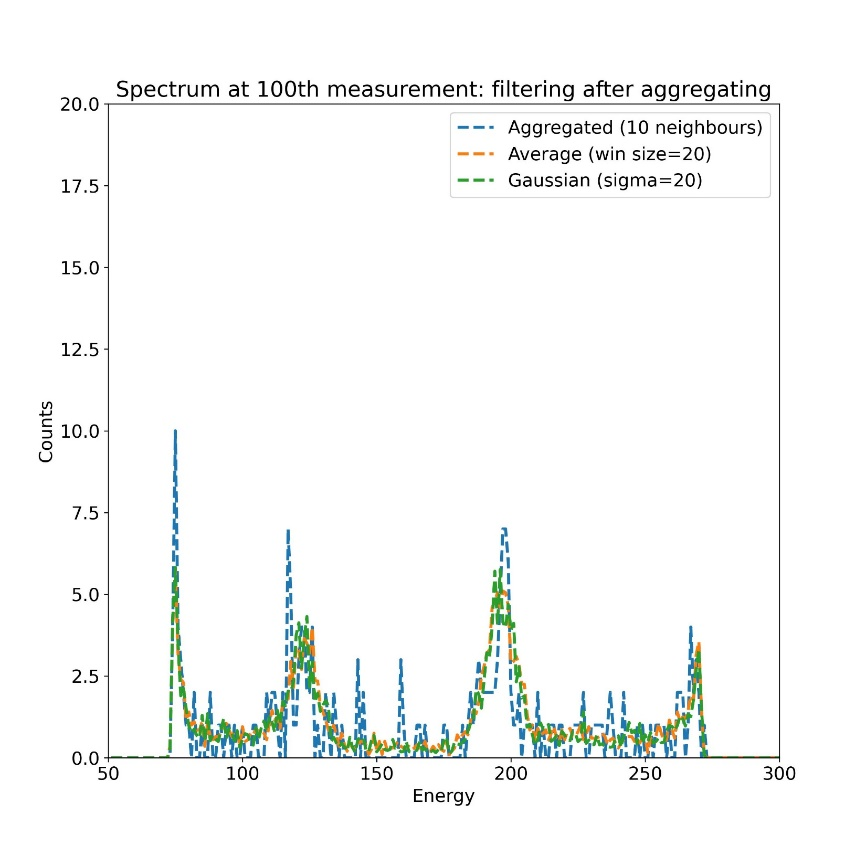 Spectrum at 100th measurement: filtering after aggregating
20.0
Aggregated (10 neighbours)
Average (win size=20)
Gaussian (sigma=20)
17.5
15.0
12.5
10.0
7.5
5.0
2.5
0.0
Counts
50 100 150 200 250 300
Energy